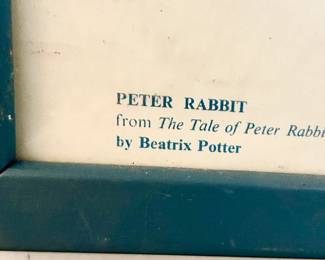 PETER RABBIT
from The Tale of Peter Rabbi
by Beatrix Potter